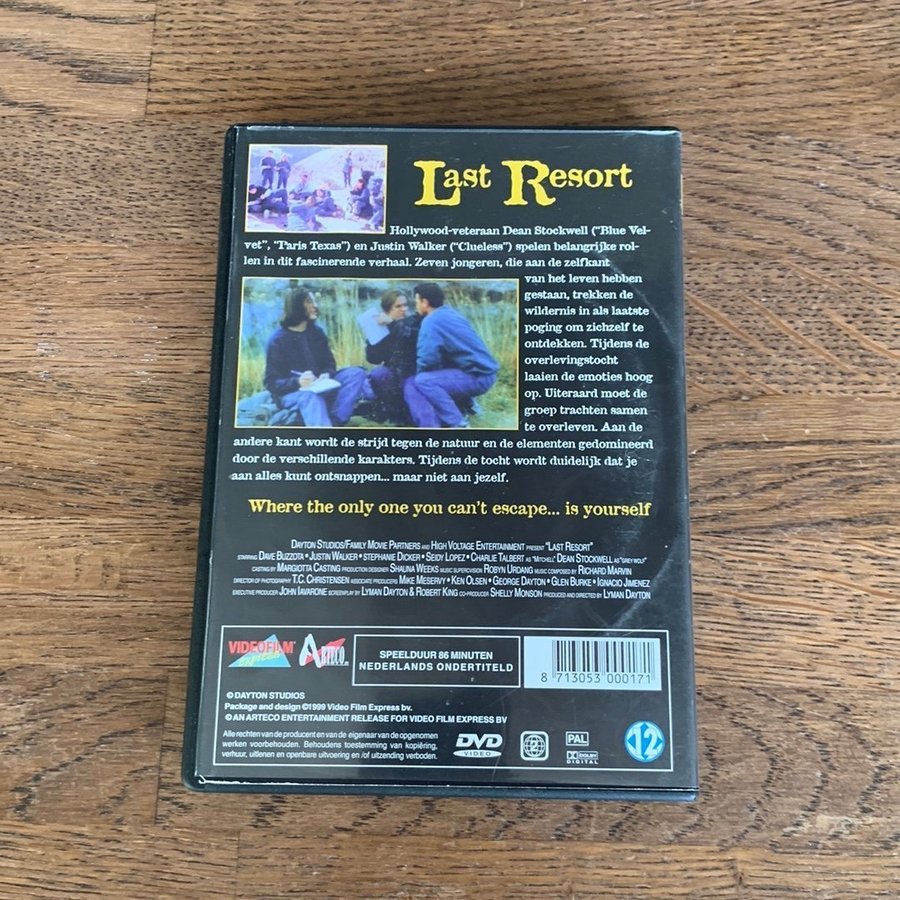 Last Resort
Hollywood-veteraan Dean Stockwell ("Blue Vel-
vet", "Paris Texas") en Justin Walker ("Clueless") spelen belangrijke rol-
len in dit fascinerende verhaal. Zeven jongeren, die aan de zelfkant
van het leven hebben
gestaan, trekken de
wildernis in als laatste
poging om zichzelf te
ontdekken. Tijdens de
overlevingstocht
laaien de emoties hoog
op. Uiteraard moet de
groep trachten samen
te overleven. Aan de
andere kant wordt de strijd tegen de natuur en de elementen gedomineerd
door de verschillende karakters. Tijdens de tocht wordt duidelijk dat je
aan alles kunt ontsnappen... maar niet aan jezelf.
Where the only one you can't escape... is yourself
Dayton Studios/Family Movie Partners and High Voltage Entertainment present "Last Resort"
starring Dave Buzzota • Justin Walker • Stephanie Dicker • Seidy Lopez • Charlie Talbert as "Mitchell" Dean Stockwell as "Grey Wolf"
casting by Margiotta Casting production designer Shauna Weeks music supervision Robyn Urdang music composed by Richard Marvin
director of photography T.C. Christensen associate producers Mike Meservy • Ken Olsen • George Dayton • Glen Burke • Ignacio Jimenez
executive producer John Iavarone screenplay by Lyman Dayton & Robert King co-producer Shelly Monson produced and directed by Lyman Dayton
VIDEOFILM express
ARTECO
SPEELDUUR 86 MINUTEN
NEDERLANDS ONDERTITELD
8 713053 000171
© DAYTON STUDIOS
Package and design ©1999 Video Film Express bv.
© AN ARTECO ENTERTAINMENT RELEASE FOR VIDEO FILM EXPRESS BV
Alle rechten van de producent en van de eigenaar van de opgenomen
werken voorbehouden. Behoudens toestemming van kopiëring,
verhuur, uitlenen en openbare uitvoering en /of uitzending verboden.
DVD
VIDEO
PAL
DOLBY
DIGITAL
12